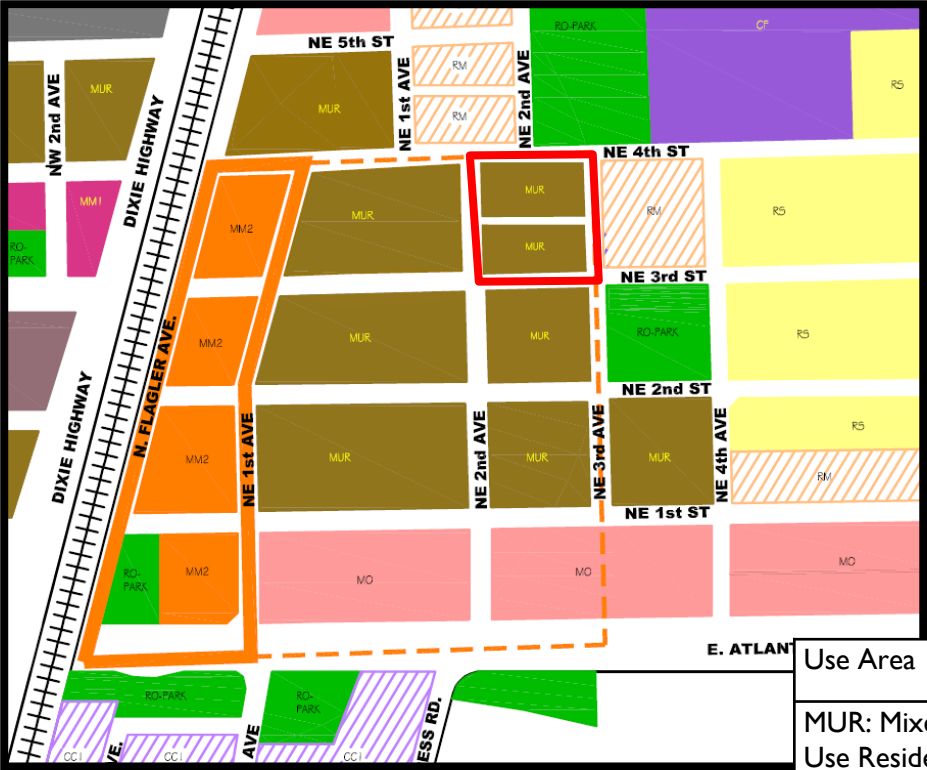 RO-PARK
CF
NE 5th ST
RM
RS
MUR
MUR
NW 2nd AVE
DIXIE HIGHWAY
NE 1st AVE
RM
NE 2nd AVE
NE 4th ST
MM1
MM2
MUR
MUR
RM
RS
RO-
PARK
MUR
NE 3rd ST
MM2
MUR
MUR
RO-PARK
RS
N. FLAGLER AVE.
NE 2nd ST
DIXIE HIGHWAY
MM2
NE 1st AVE
MUR
NE 2nd AVE
MUR
NE 3rd AVE
MUR
NE 4th AVE
RS
RM
NE 1st ST
RO-
PARK
MM2
MO
MO
MO
E. ATLANT
Use Area
RO-PARK
RO-
PARK
MUR: Mixe
Use Reside
CC1
VE.
CC1
AVE
CC1
ESS RD.